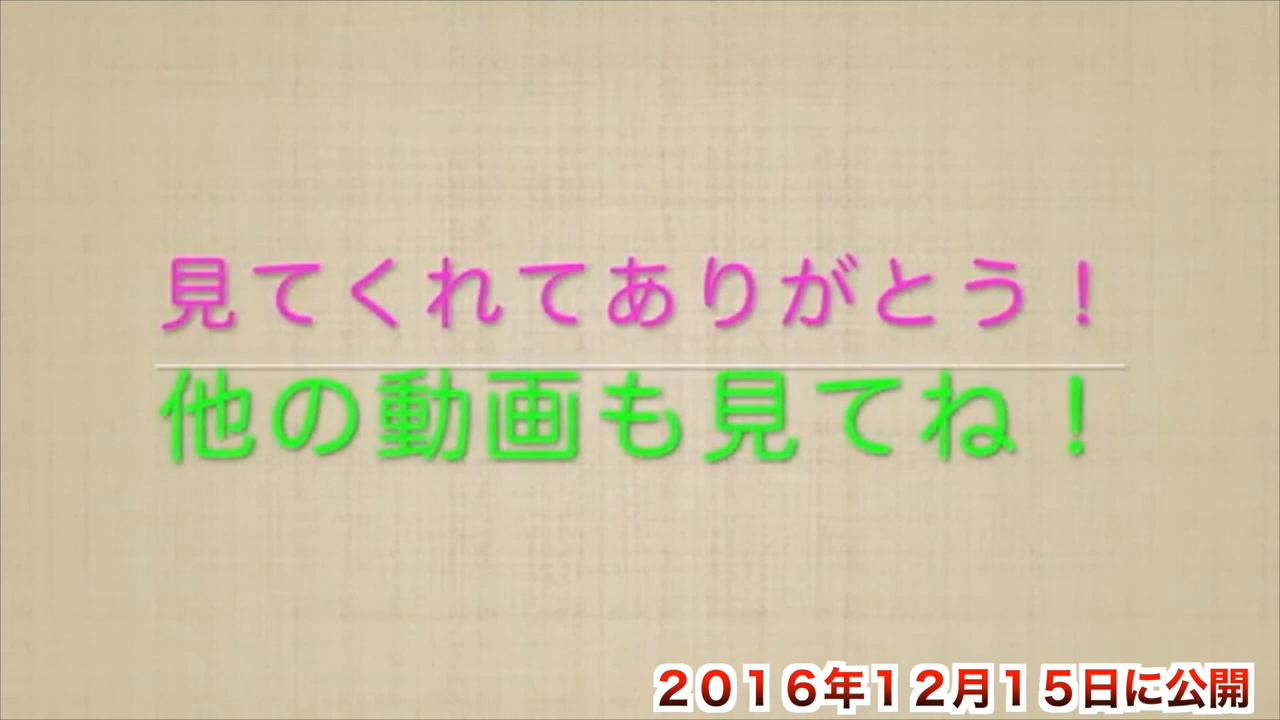 見てくれてありがとう！
他の動画も見てね！
２０１６年１２月１５日に公開